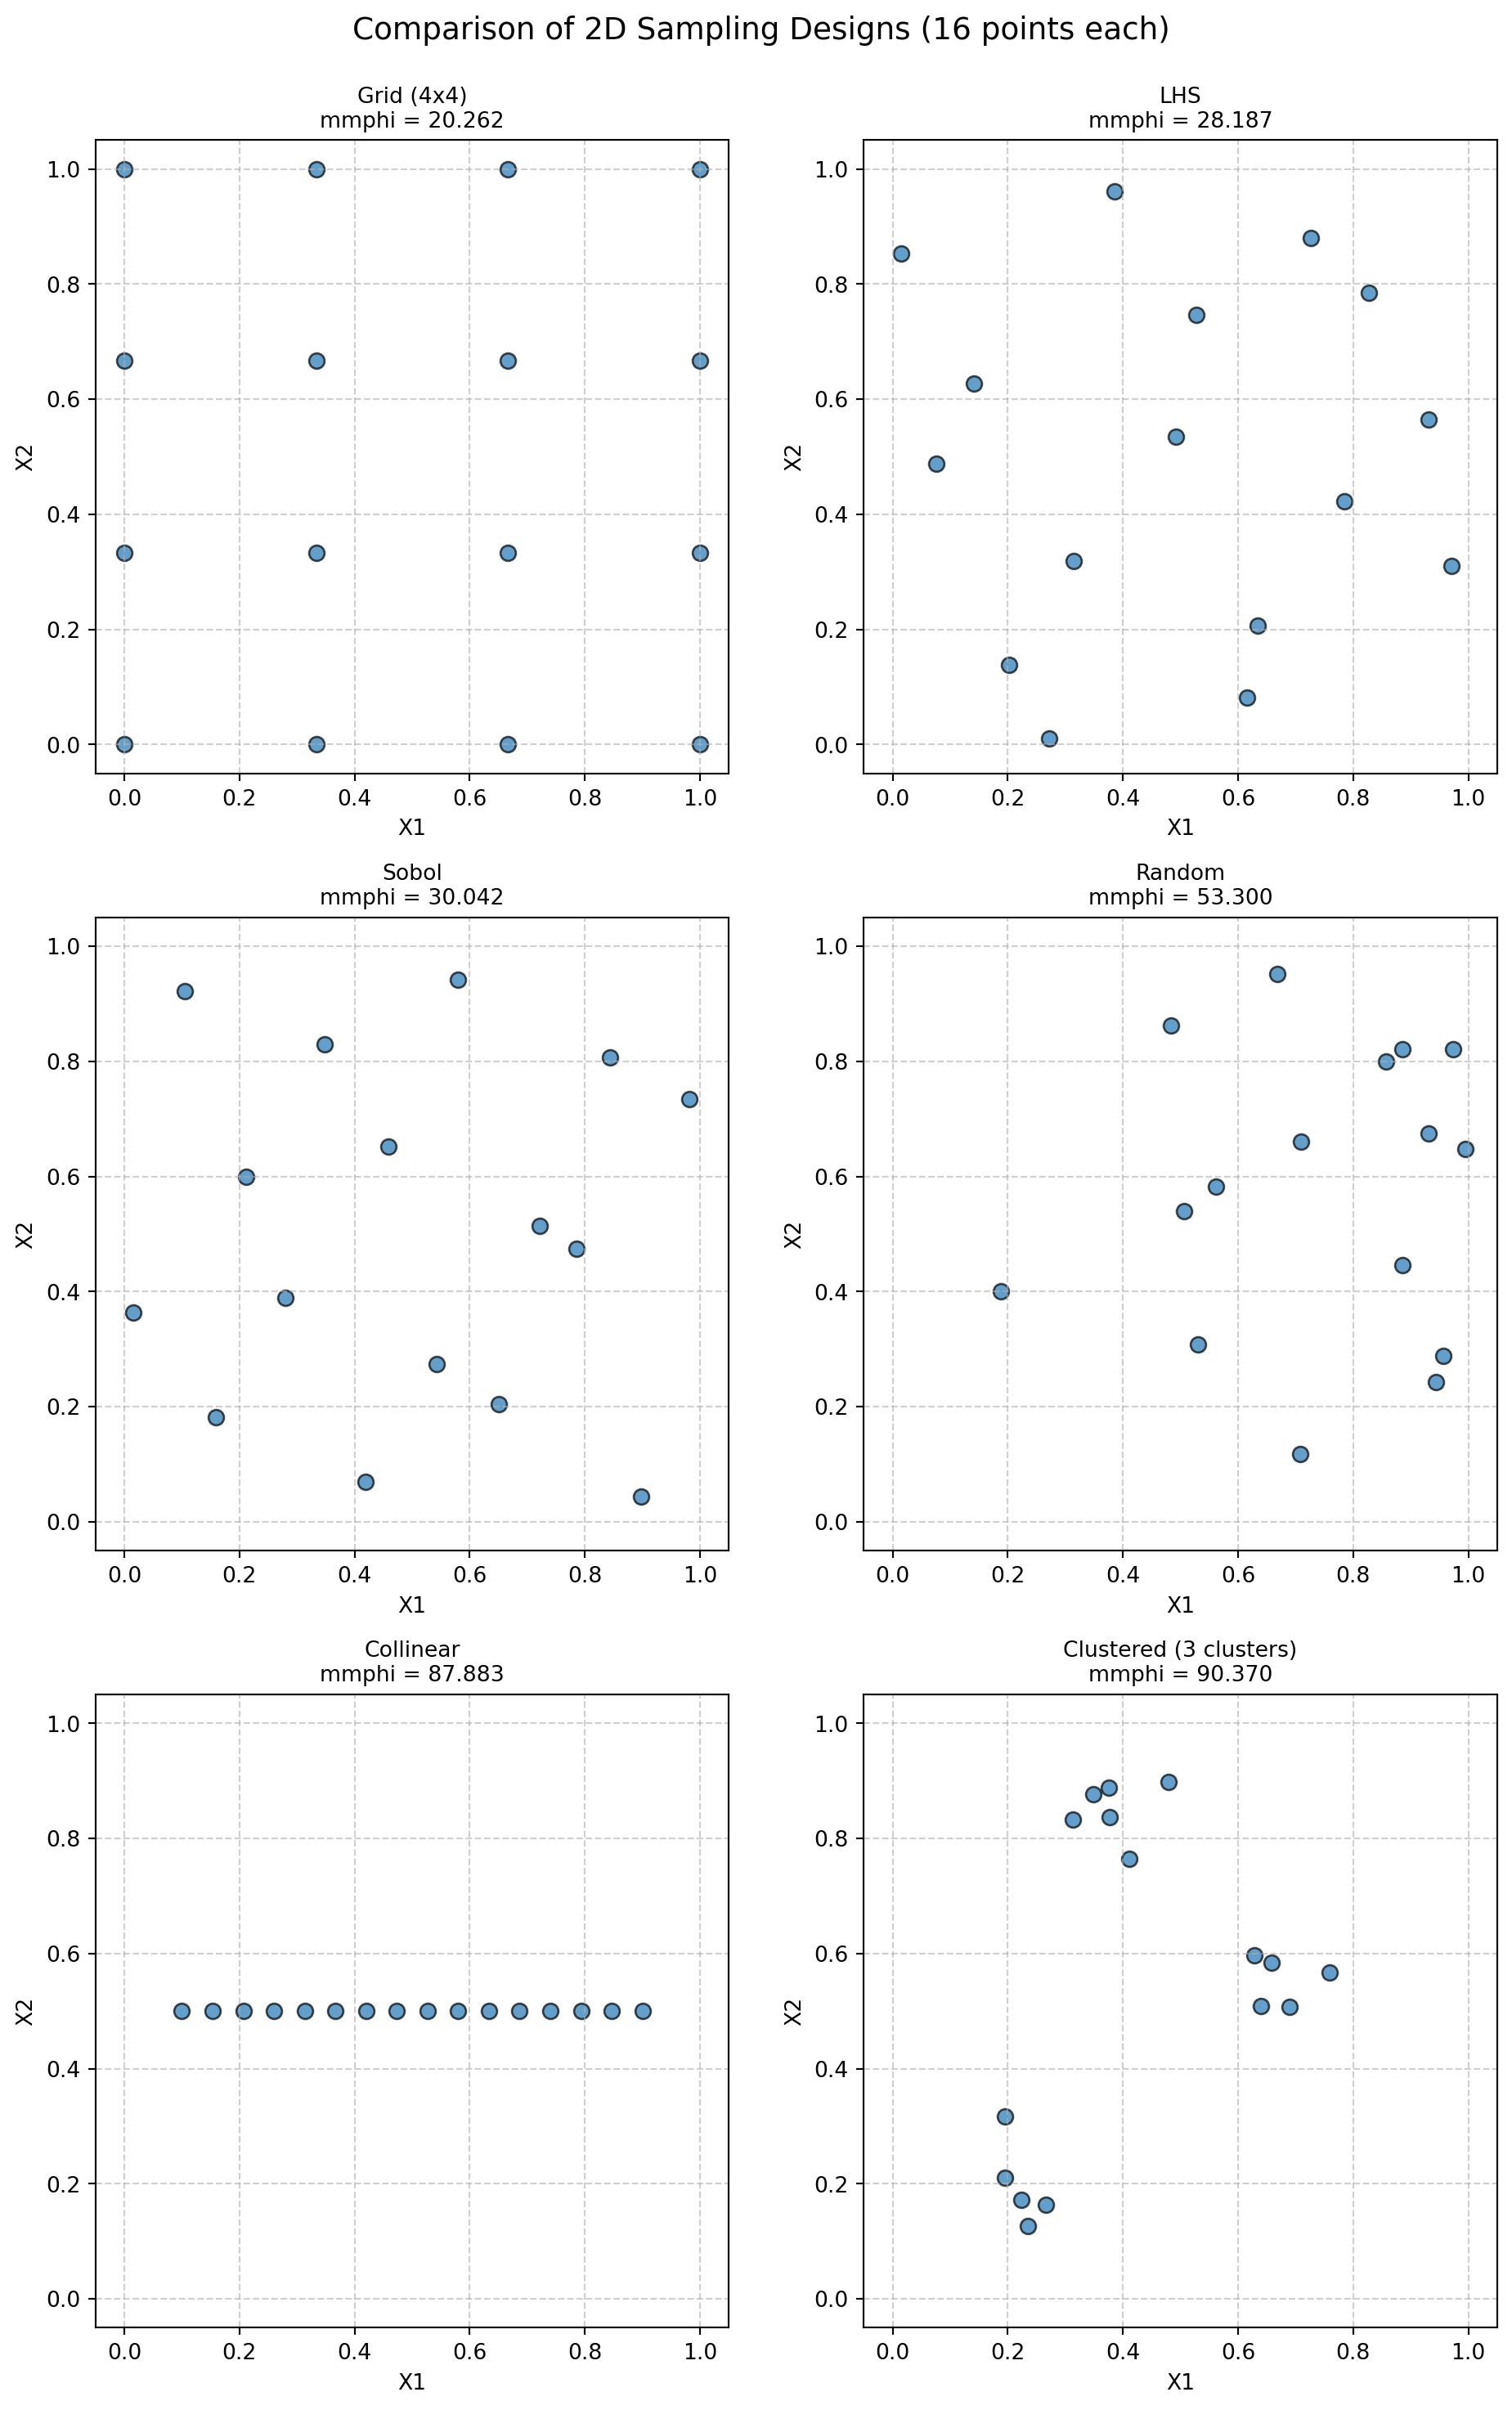 Comparison of 2D Sampling Designs (16 points each)
Grid (4x4)
mmphi = 20.262
1.0
0.8
0.6
0.4
0.2
0.0
X2
0.0 0.2 0.4 0.6 0.8 1.0
X1
LHS
mmphi = 28.187
1.0
0.8
0.6
0.4
0.2
0.0
X2
0.0 0.2 0.4 0.6 0.8 1.0
X1
Sobol
mmphi = 30.042
1.0
0.8
0.6
0.4
0.2
0.0
X2
0.0 0.2 0.4 0.6 0.8 1.0
X1
Random
mmphi = 53.300
1.0
0.8
0.6
0.4
0.2
0.0
X2
0.0 0.2 0.4 0.6 0.8 1.0
X1
Collinear
mmphi = 87.883
1.0
0.8
0.6
0.4
0.2
0.0
X2
0.0 0.2 0.4 0.6 0.8 1.0
X1
Clustered (3 clusters)
mmphi = 90.370
1.0
0.8
0.6
0.4
0.2
0.0
X2
0.0 0.2 0.4 0.6 0.8 1.0
X1